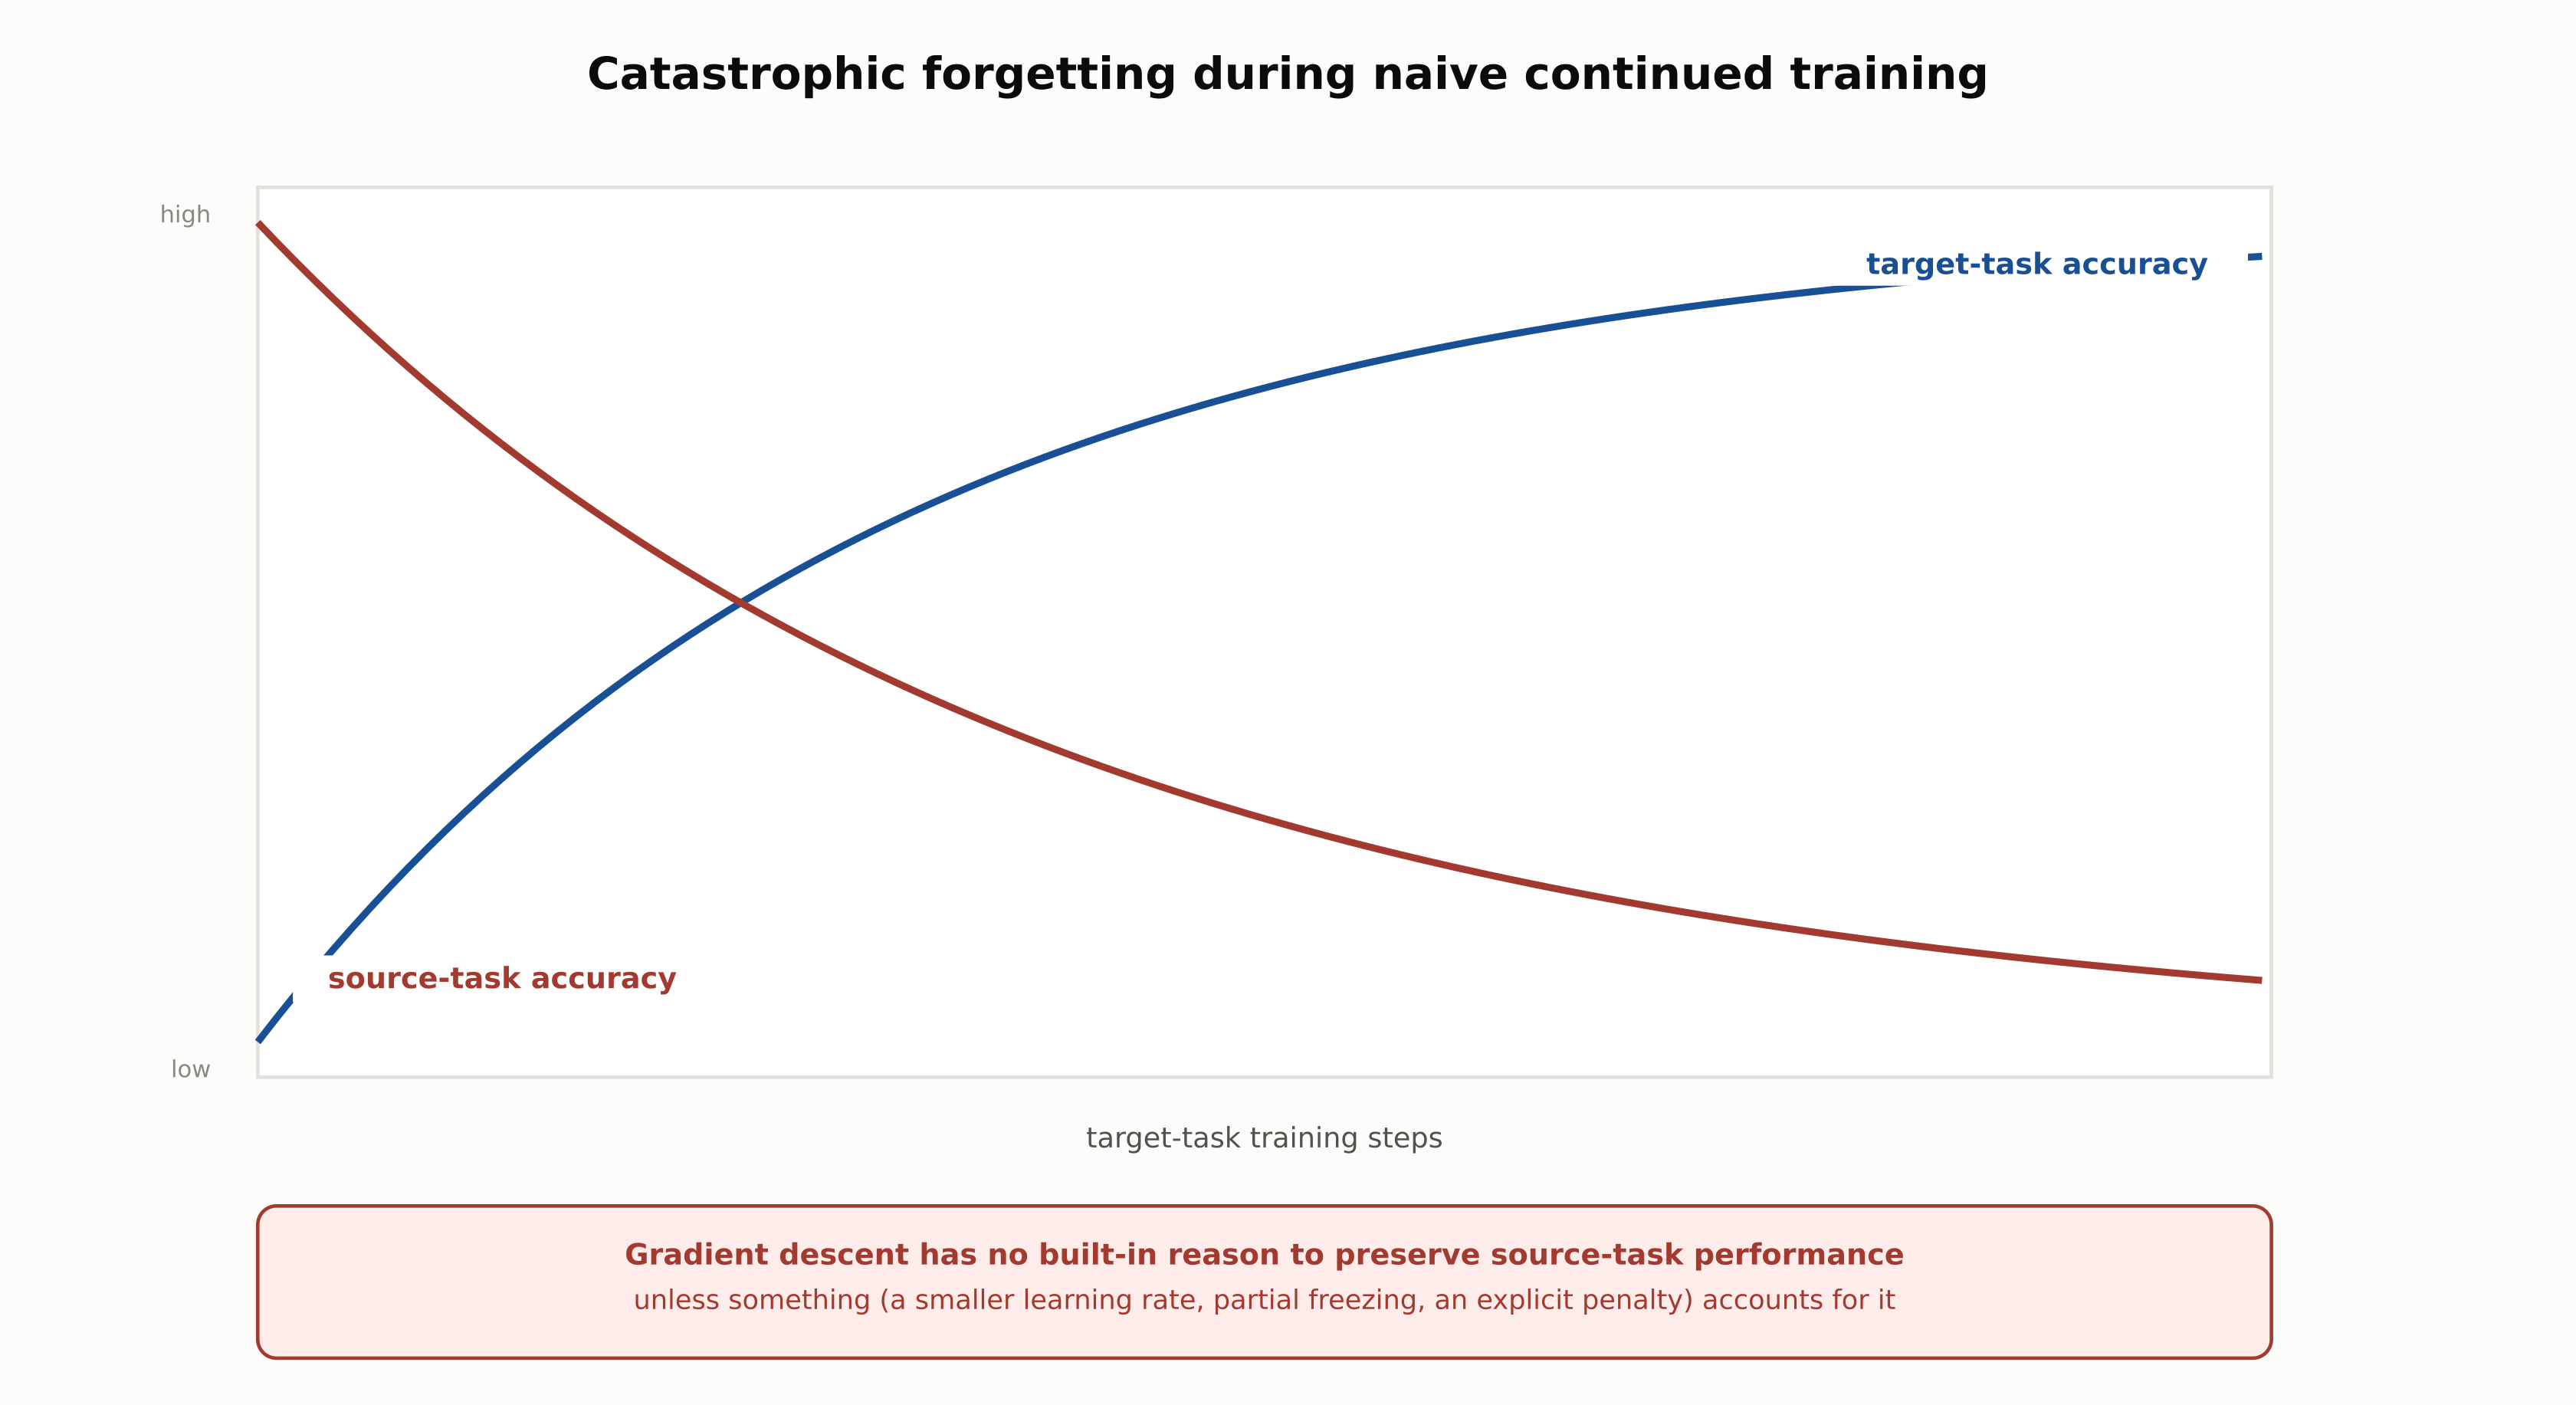 Catastrophic forgetting during naive continued training
high
target-task accuracy
source-task accuracy
low
target-task training steps
Gradient descent has no built-in reason to preserve source-task performance
unless something (a smaller learning rate, partial freezing, an explicit penalty) accounts for it